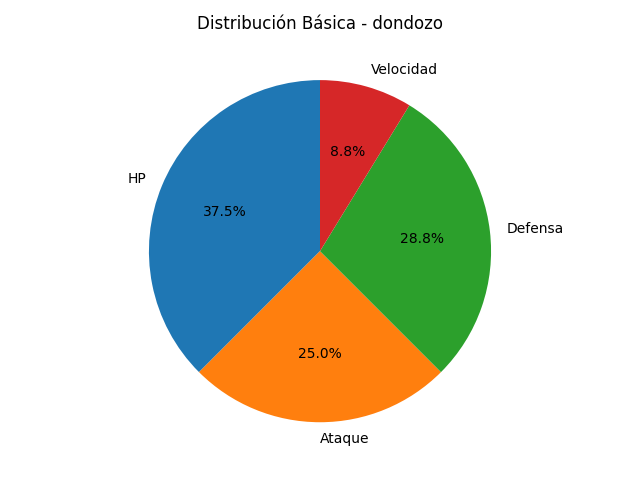 Distribución Básica - dondozo
Velocidad
8.8%
HP
37.5%
Defensa
28.8%
25.0%
Ataque